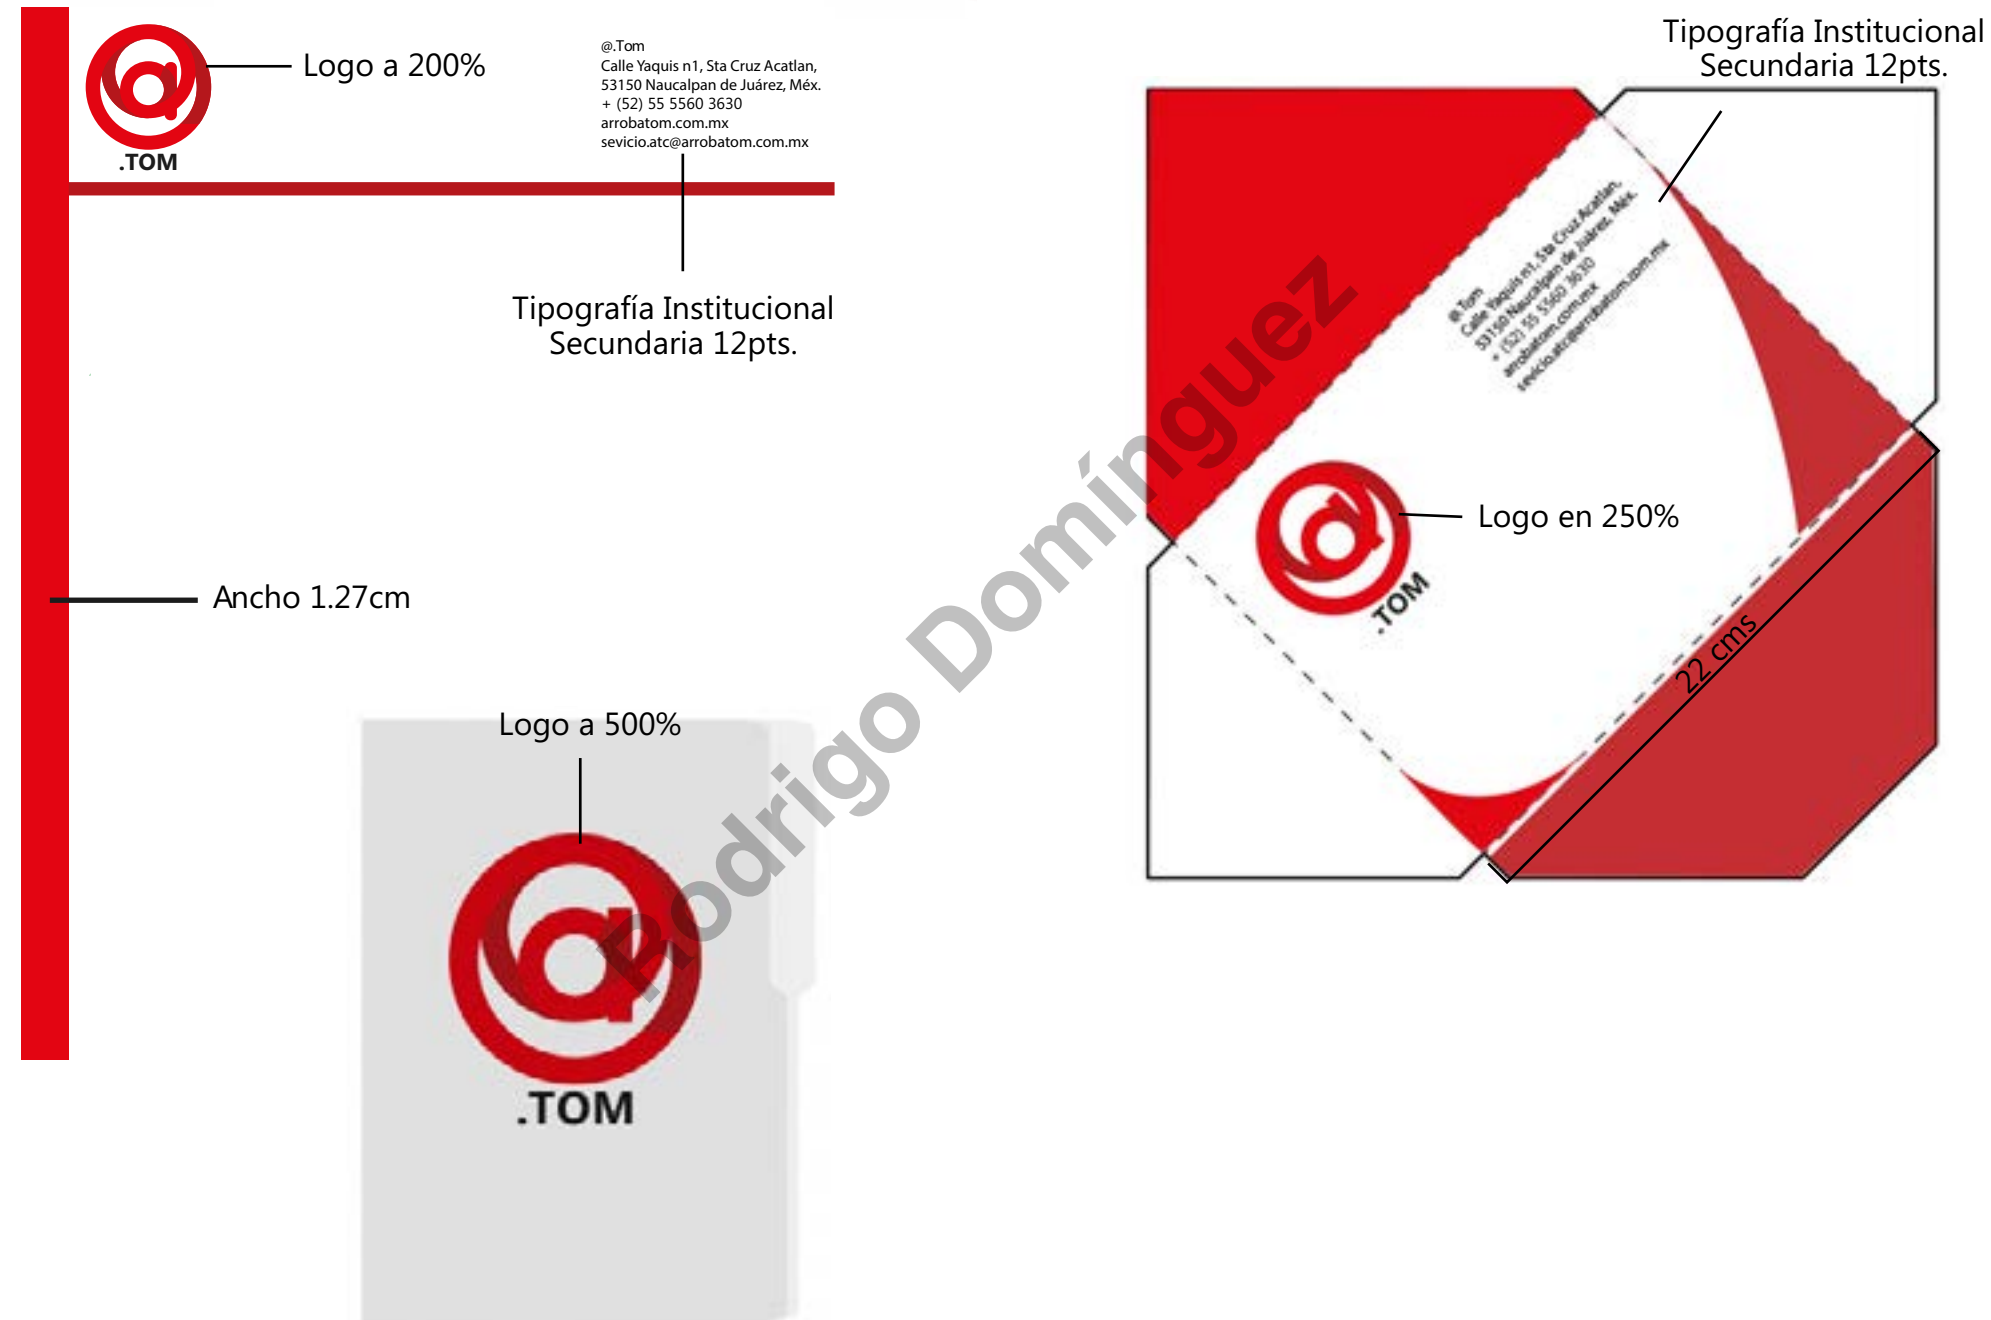 .TOM
Logo a 200%
@.Tom
Calle Yaquis n1, Sta Cruz Acatlan,
53150 Naucalpan de Juárez, Méx.
+ (52) 55 5560 3630
arrobatom.com.mx
sevicio.atc@arrobatom.com.mx
Tipografía Institucional
Secundaria 12pts.
Ancho 1.27cm
Logo a 500%
.TOM
Tipografía Institucional
Secundaria 12pts.
@.Tom
Calle Yaquis n1, Sta Cruz Acatlan,
53150 Naucalpan de Juárez, Méx.
+ (52) 55 5560 3630
arrobatom.com.mx
sevicio.atc@arrobatom.com.mx
Logo en 250%
.TOM
22 cms
Rodrigo Domínguez